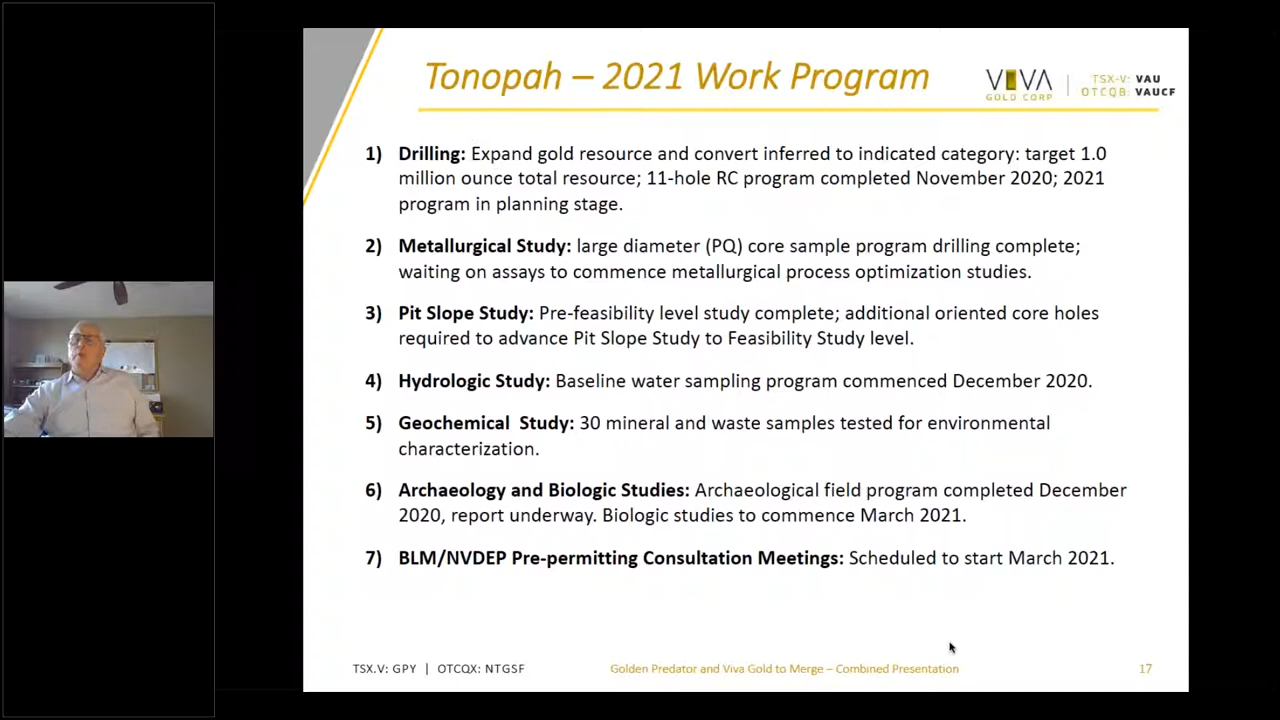 Tonopah – 2021 Work Program
VIVA
GOLD CORP
TSX-V: VAU
OTCQB: VAUCF
1) Drilling: Expand gold resource and convert inferred to indicated category: target 1.0
million ounce total resource; 11-hole RC program completed November 2020; 2021
program in planning stage.
2) Metallurgical Study: large diameter (PQ) core sample program drilling complete;
waiting on assays to commence metallurgical process optimization studies.
3) Pit Slope Study: Pre-feasibility level study complete; additional oriented core holes
required to advance Pit Slope Study to Feasibility Study level.
4) Hydrologic Study: Baseline water sampling program commenced December 2020.
5) Geochemical Study: 30 mineral and waste samples tested for environmental
characterization.
6) Archaeology and Biologic Studies: Archaeological field program completed December
2020, report underway. Biologic studies to commence March 2021.
7) BLM/NVDEP Pre-permitting Consultation Meetings: Scheduled to start March 2021.
TSX.V: GPY | OTCQX: NTGSF
Golden Predator and Viva Gold to Merge – Combined Presentation
17